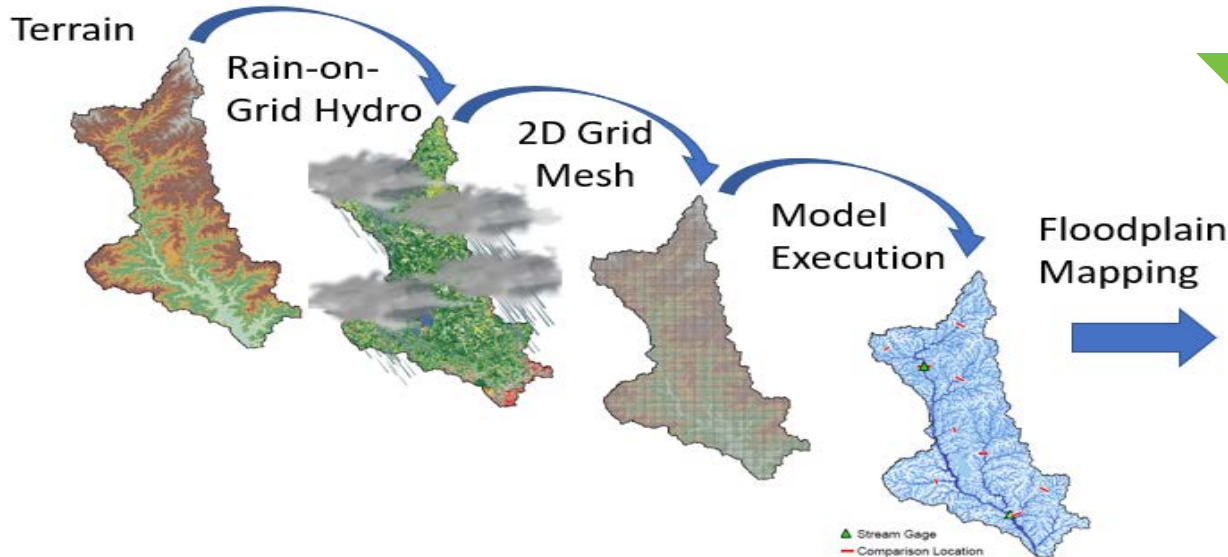 Terrain
Rain-on-
Grid Hydro
2D Grid
Mesh
Model
Execution
Floodplain
Mapping
Stream Gage
Comparison Location